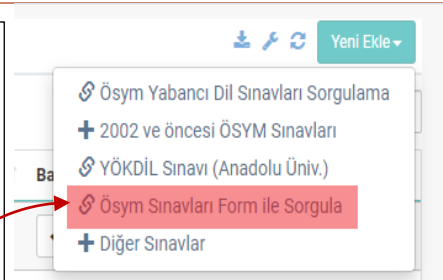 Yeni Ekle
Ösym Yabancı Dil Sınavları Sorgulama
2002 ve öncesi ÖSYM Sınavları
Ba
YÖKDİL Sınavı (Anadolu Üniv.)
Ösym Sınavları Form ile Sorgula
Diğer Sınavlar